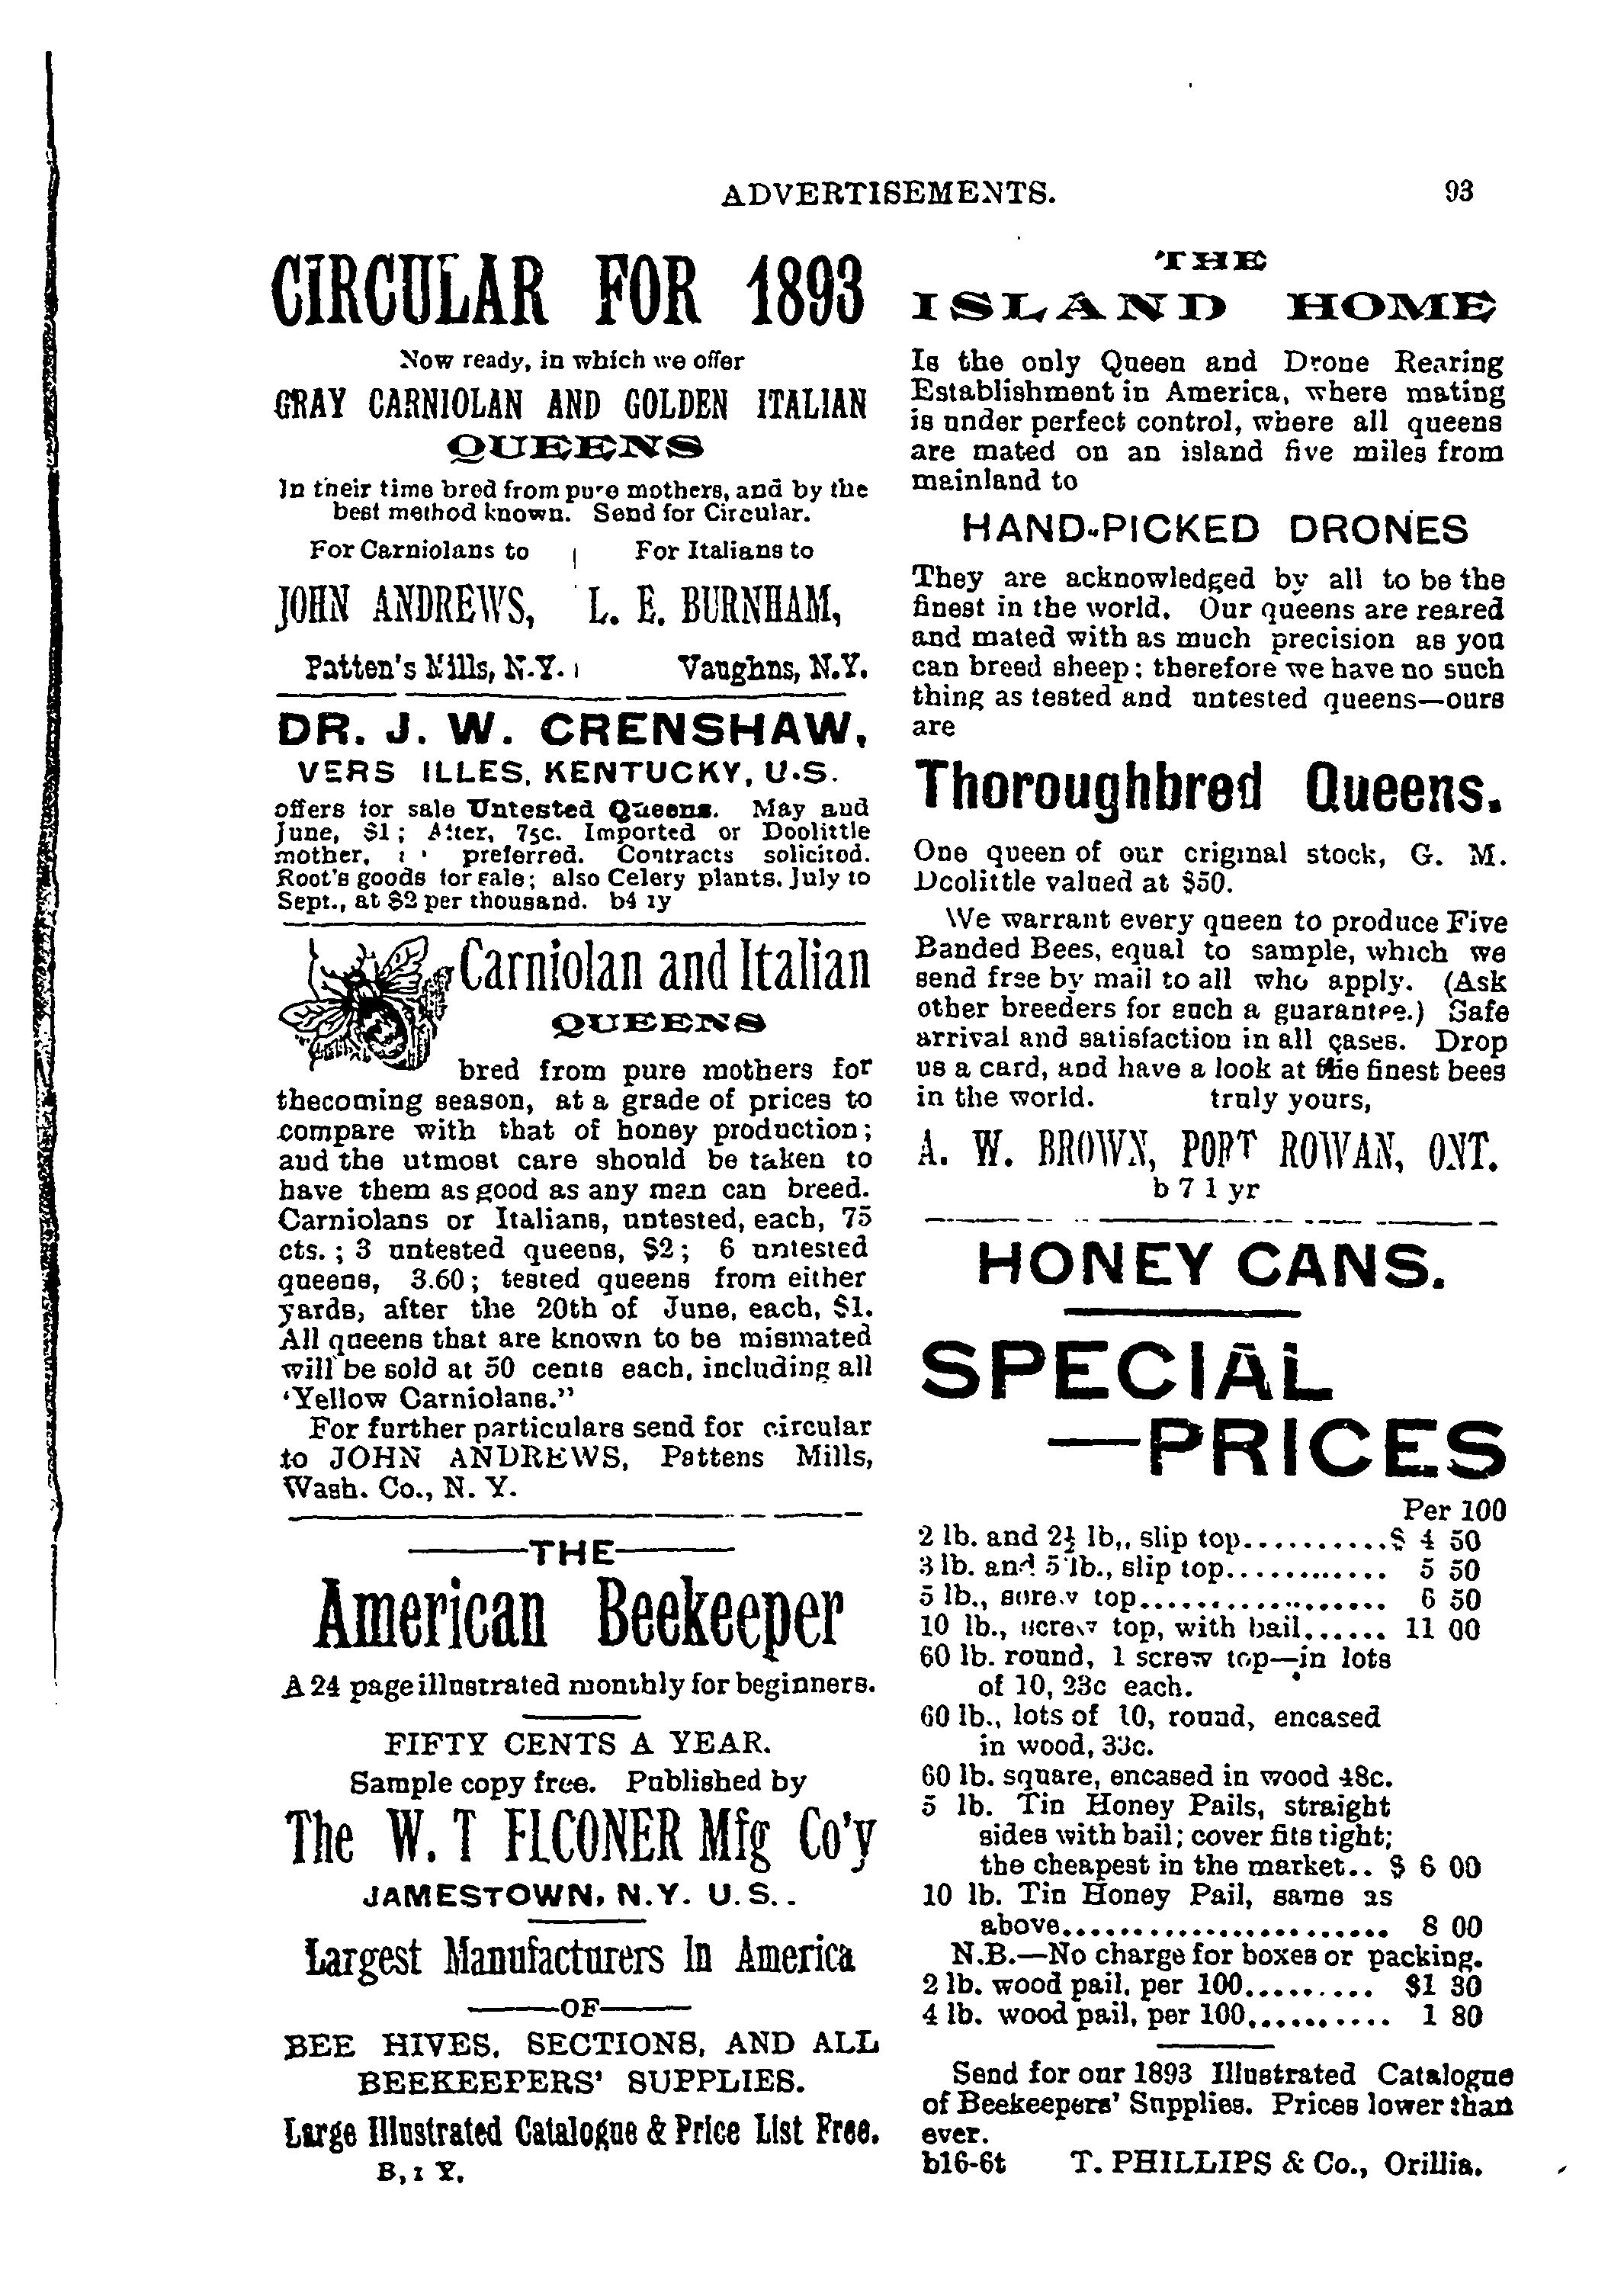 ADVERTISEMENTS. 93
CIRCULAR FOR 1893
Now ready, in which we offer
GRAY CARNIOLAN AND GOLDEN ITALIAN
QUEENS
In their time bred from pure mothers, and by the
best method known. Send for Circular.
For Carniolans to | For Italians to
JOHN ANDREWS, L. E. BURNHAM,
Patten's Mills, N.Y. Vaughns, N.Y.
DR. J. W. CRENSHAW,
VERS ILLES, KENTUCKY, U.S.
offers for sale Untested Queens. May and
June, $1; After, 75c. Imported or Doolittle
mother, preferred. Contracts solicited.
Root's goods for sale; also Celery plants. July to
Sept., at $2 per thousand. b4 1y
Carniolan and Italian
QUEENS
bred from pure mothers for
thecoming season, at a grade of prices to
compare with that of honey production;
and the utmost care should be taken to
have them as good as any man can breed.
Carniolans or Italians, untested, each, 75
cts.; 3 untested queens, $2; 6 untested
queens, 3.60; tested queens from either
yards, after the 20th of June, each, $1.
All queens that are known to be mismated
will be sold at 50 cents each, including all
'Yellow Carniolans."
For further particulars send for circular
to JOHN ANDREWS, Pattens Mills,
Wash. Co., N. Y.
THE
American Beekeeper
A 24 page illustrated monthly for beginners.
FIFTY CENTS A YEAR.
Sample copy free. Published by
The W. T FLCONER Mfg Co'y
JAMESTOWN, N.Y. U.S..
Largest Manufacturers In America
OF
BEE HIVES, SECTIONS, AND ALL
BEEKEEPERS' SUPPLIES.
Large Illustrated Catalogue & Price List Free.
B, 1 Y.
THE
ISLAND HOME
Is the only Queen and Drone Rearing
Establishment in America, where mating
is under perfect control, where all queens
are mated on an island five miles from
mainland to
HAND-PICKED DRONES
They are acknowledged by all to be the
finest in the world. Our queens are reared
and mated with as much precision as you
can breed sheep; therefore we have no such
thing as tested and untested queens—ours
are
Thoroughbred Queens.
One queen of our criginal stock, G. M.
Dcolittle valued at $50.
We warrant every queen to produce Five
Banded Bees, equal to sample, which we
send free by mail to all who apply. (Ask
other breeders for such a guarantee.) Safe
arrival and satisfaction in all cases. Drop
us a card, and have a look at the finest bees
in the world. truly yours,
A. W. BROWN, PORT ROWAN, ONT.
b 7 1 yr
HONEY CANS.
SPECIAL
—PRICES
Per 100
2 lb. and 2½ lb,, slip top..........$ 4 50
3 lb. and 5 lb., slip top............ 5 50
5 lb., screw top.................. 6 50
10 lb., screw top, with bail...... 11 00
60 lb. round, 1 screw top—in lots
of 10, 23c each.
60 lb., lots of 10, round, encased
in wood, 33c.
60 lb. square, encased in wood 48c.
5 lb. Tin Honey Pails, straight
sides with bail; cover fits tight;
the cheapest in the market.. $ 6 00
10 lb. Tin Honey Pail, same as
above........................ 8 00
N.B.—No charge for boxes or packing.
2 lb. wood pail, per 100.......... $1 30
4 lb. wood pail, per 100.......... 1 80
Send for our 1893 Illustrated Catalogue
of Beekeepers' Supplies. Prices lower than
ever.
b16-6t T. PHILLIPS & Co., Orillia.